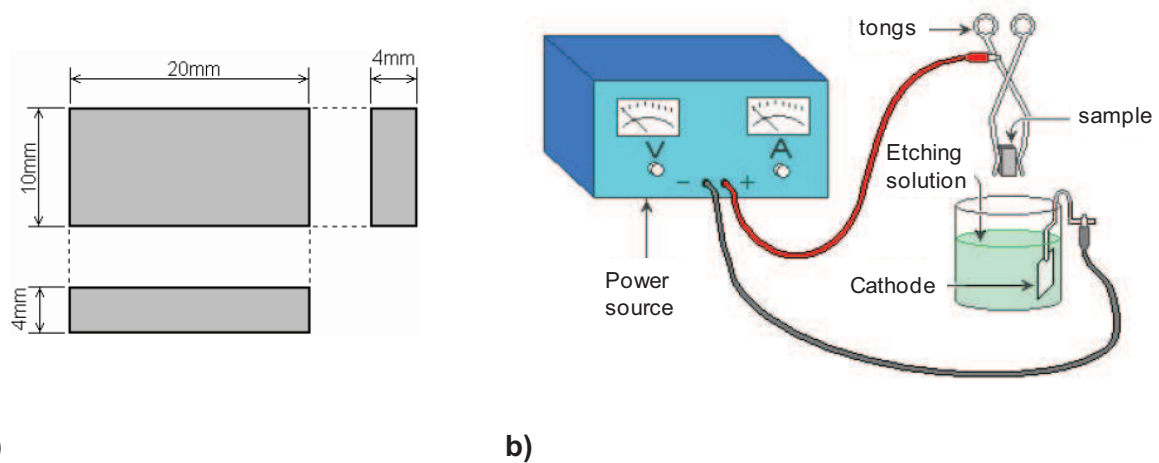 20mm
4mm
10mm
4mm
)
tongs
sample
Etching
solution
V
A
- +
Power
source
Cathode
b)